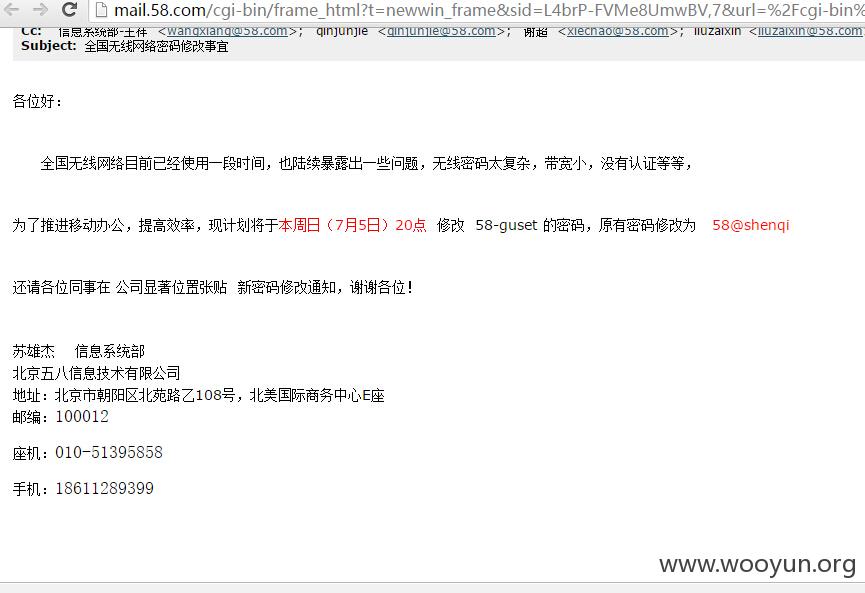 mail.58.com/cgi-bin/frame_html?t=newwin_frame&sid=L4brP-FVMe8UmwBV,7&url=%2Fcgi-bin%
Cc: 信息系统部-王祥 <wangxiang@58.com>; qinjunjie <qinjunjie@58.com>; 谢超 <xiechao@58.com>; liuzaixin <liuzaixin@58.com
Subject: 全国无线网络密码修改事宜
各位好：
全国无线网络目前已经使用一段时间，也陆续暴露出一些问题，无线密码太复杂，带宽小，没有认证等等，
为了推进移动办公，提高效率，现计划将于本周日（7月5日）20点 修改 58-guset 的密码，原有密码修改为 58@shenqi
还请各位同事在 公司显著位置张贴 新密码修改通知，谢谢各位！
苏雄杰 信息系统部
北京五八信息技术有限公司
地址：北京市朝阳区北苑路乙108号，北美国际商务中心E座
邮编：100012
座机：010-51395858
手机：18611289399
www.wooyun.org